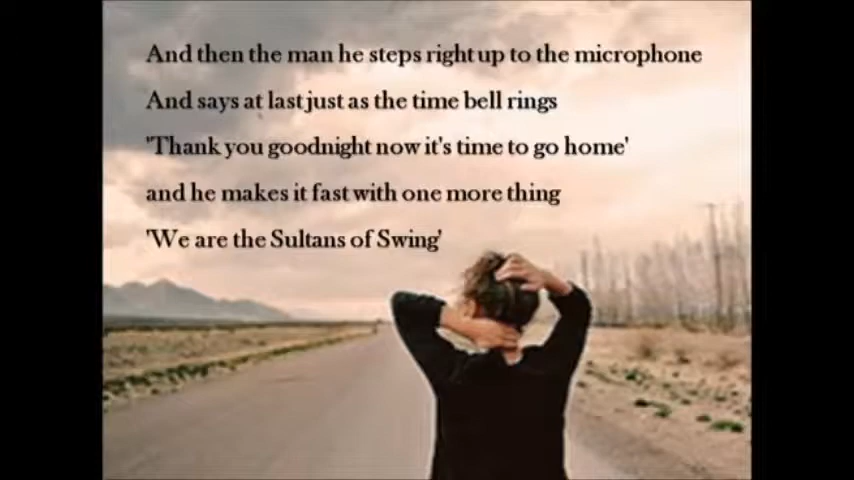 And then the man he steps right up to the microphone
And says at last just as the time bell rings
'Thank you goodnight now it's time to go home'
and he makes it fast with one more thing
'We are the Sultans of Swing'